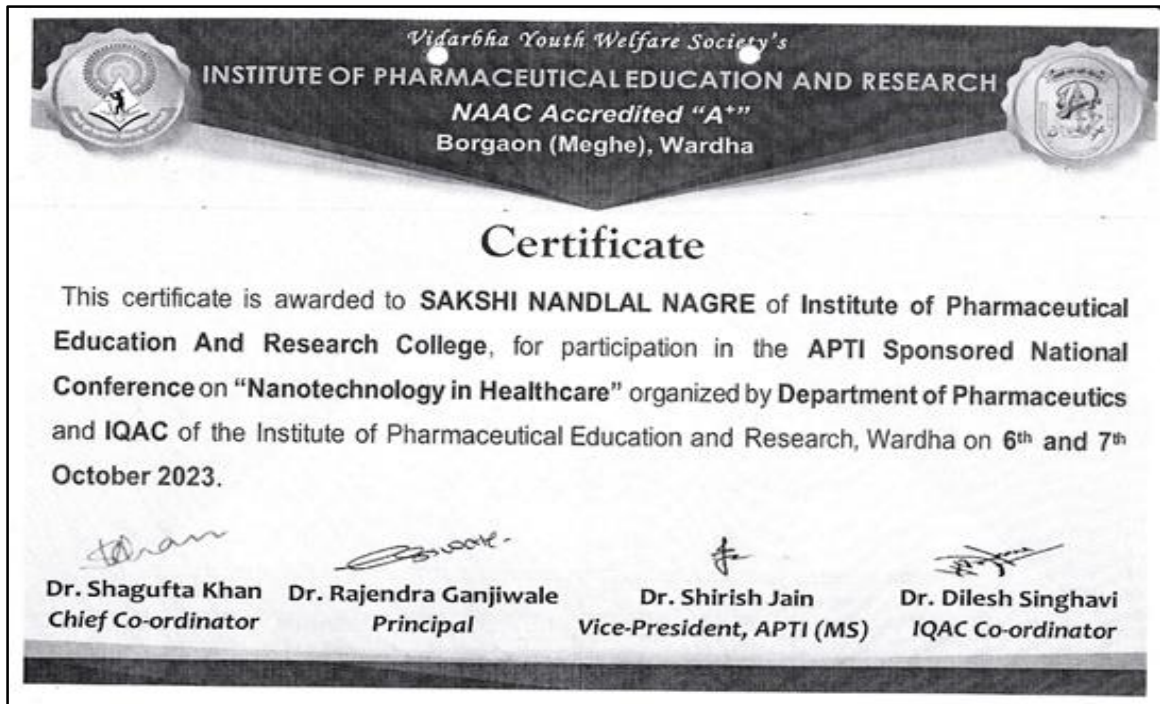 Vidarbha Youth Welfare Society's
INSTITUTE OF PHARMACEUTICAL EDUCATION AND RESEARCH
NAAC Accredited “A⁺”
Borgaon (Meghe), Wardha
Certificate
This certificate is awarded to SAKSHI NANDLAL NAGRE of Institute of Pharmaceutical
Education And Research College, for participation in the APTI Sponsored National
Conference on “Nanotechnology in Healthcare” organized by Department of Pharmaceutics
and IQAC of the Institute of Pharmaceutical Education and Research, Wardha on 6th and 7th
October 2023.
Dr. Shagufta Khan
Chief Co-ordinator
Dr. Rajendra Ganjiwale
Principal
Dr. Shirish Jain
Vice-President, APTI (MS)
Dr. Dilesh Singhavi
IQAC Co-ordinator